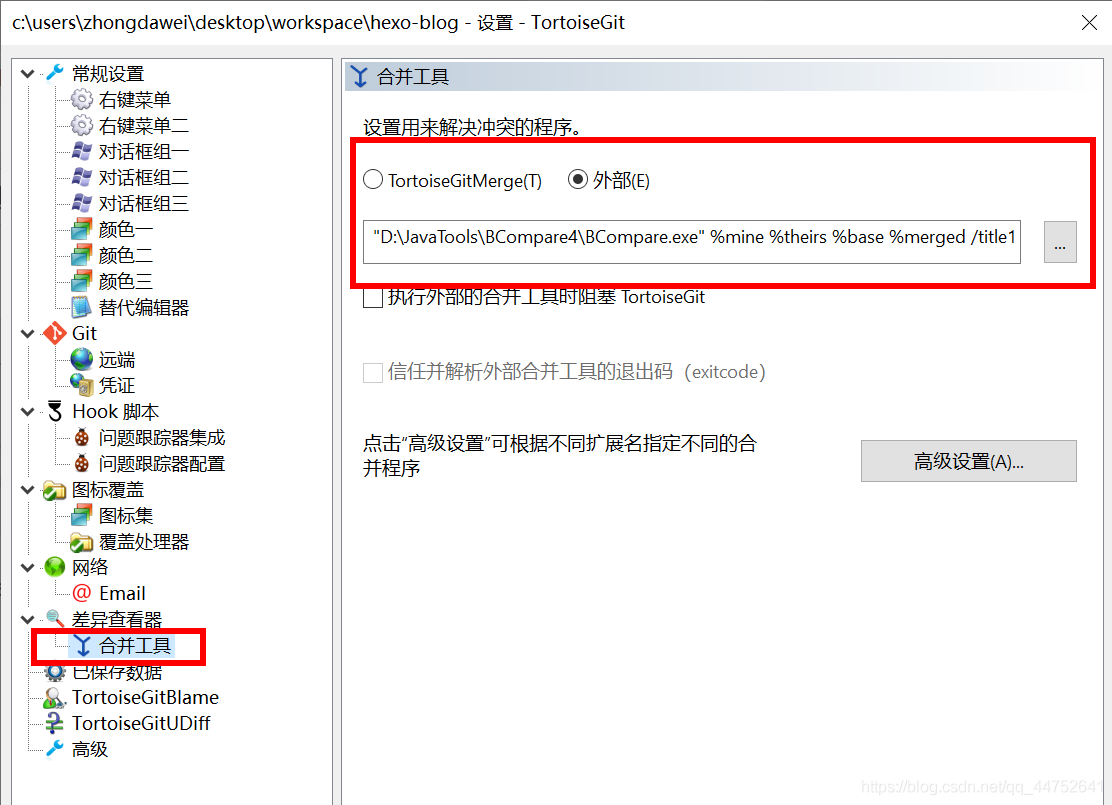 c:\users\zhongdawei\desktop\workspace\hexo-blog - 设置 - TortoiseGit
常规设置
右键菜单
右键菜单二
对话框组一
对话框组二
对话框组三
颜色一
颜色二
颜色三
替代编辑器
Git
远端
凭证
Hook 脚本
问题跟踪器集成
问题跟踪器配置
图标覆盖
图标集
覆盖处理器
网络
Email
差异查看器
合并工具
已保存数据
TortoiseGitBlame
TortoiseGitUDiff
高级
合并工具
设置用来解决冲突的程序。
TortoiseGitMerge(T) 外部(E)
"D:\JavaTools\BCompare4\BCompare.exe" %mine %theirs %base %merged /title1
...
执行外部的合并工具时阻塞 TortoiseGit
信任并解析外部合并工具的退出码（exitcode）
点击“高级设置”可根据不同扩展名指定不同的合
并程序
高级设置(A)...
https://blog.csdn.net/qq_44752641